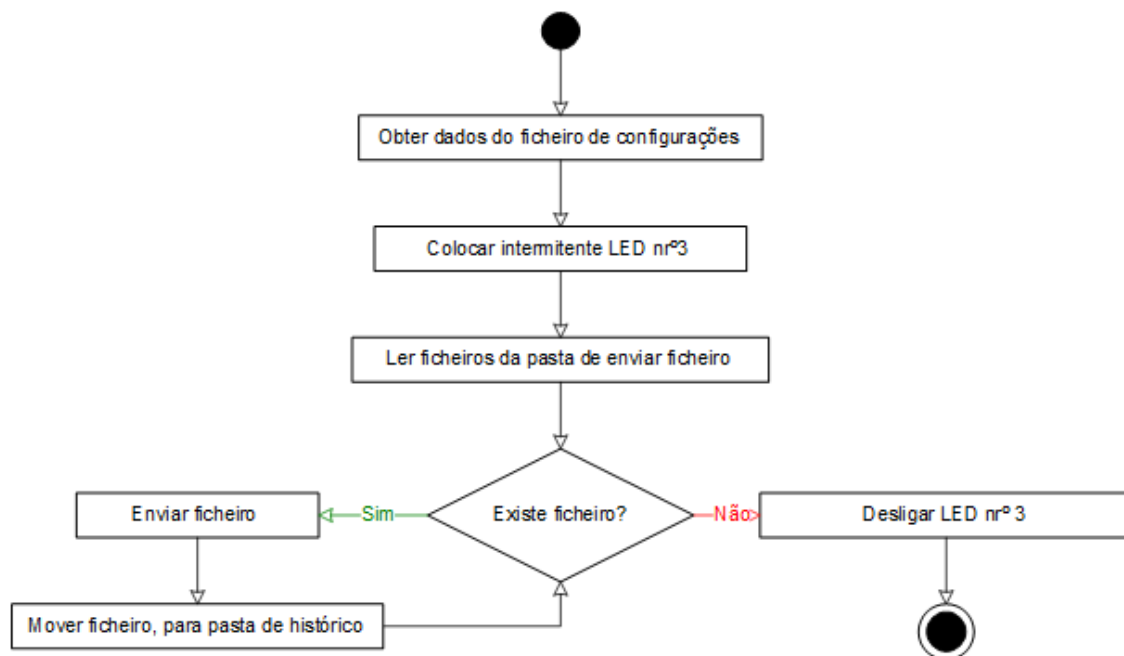 Obter dados do ficheiro de configurações
Colocar intermitente LED nrº3
Ler ficheiros da pasta de enviar ficheiro
Enviar ficheiro
Sim
Existe ficheiro?
Não
Desligar LED nrº 3
Mover ficheiro, para pasta de histórico